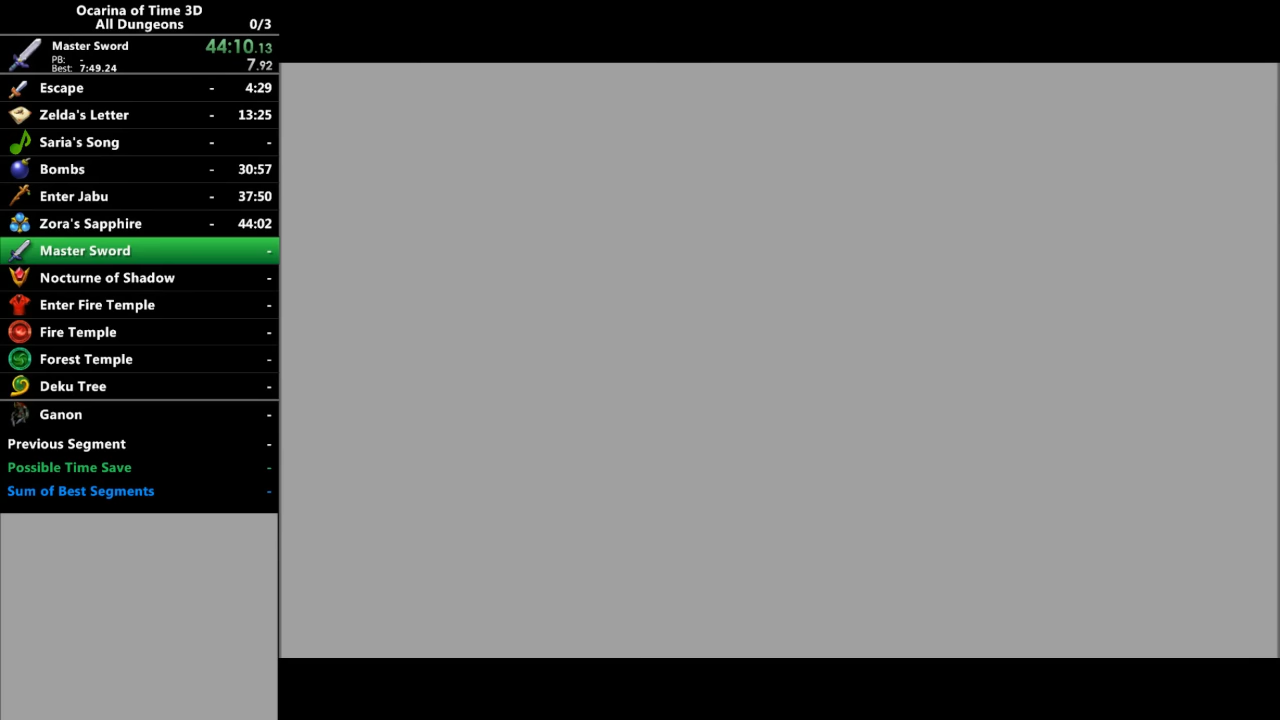 Ocarina of Time 3D
All Dungeons 0/3
Master Sword 44:10.13
PB: -
Best: 7:49.24 7.92
Escape - 4:29
Zelda's Letter - 13:25
Saria's Song - -
Bombs - 30:57
Enter Jabu - 37:50
Zora's Sapphire - 44:02
Master Sword -
Nocturne of Shadow -
Enter Fire Temple -
Fire Temple -
Forest Temple -
Deku Tree -
Ganon -
Previous Segment -
Possible Time Save -
Sum of Best Segments -